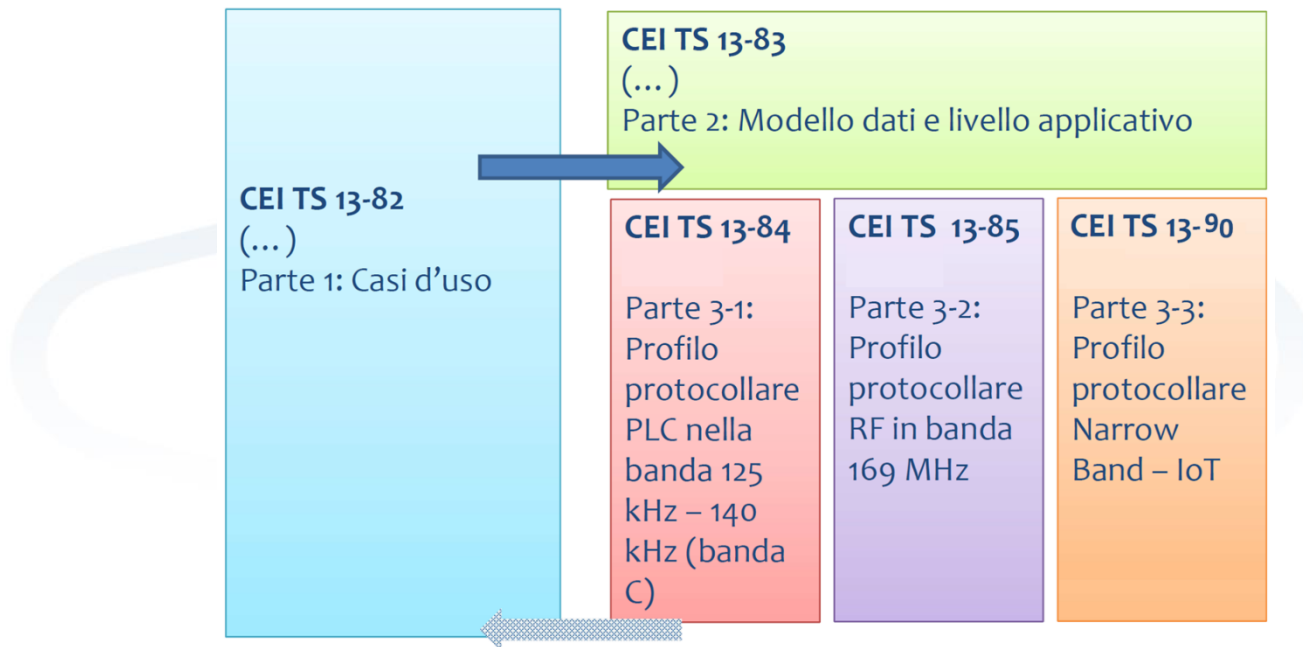 CEI TS 13-82
(...)
Parte 1: Casi d'uso
CEI TS 13-83
(...)
Parte 2: Modello dati e livello applicativo
CEI TS 13-84
Parte 3-1:
Profilo
protocollare
PLC nella
banda 125
kHz – 140
kHz (banda
C)
CEI TS 13-85
Parte 3-2:
Profilo
protocollare
RF in banda
169 MHz
CEI TS 13-90
Parte 3-3:
Profilo
protocollare
Narrow
Band – IoT